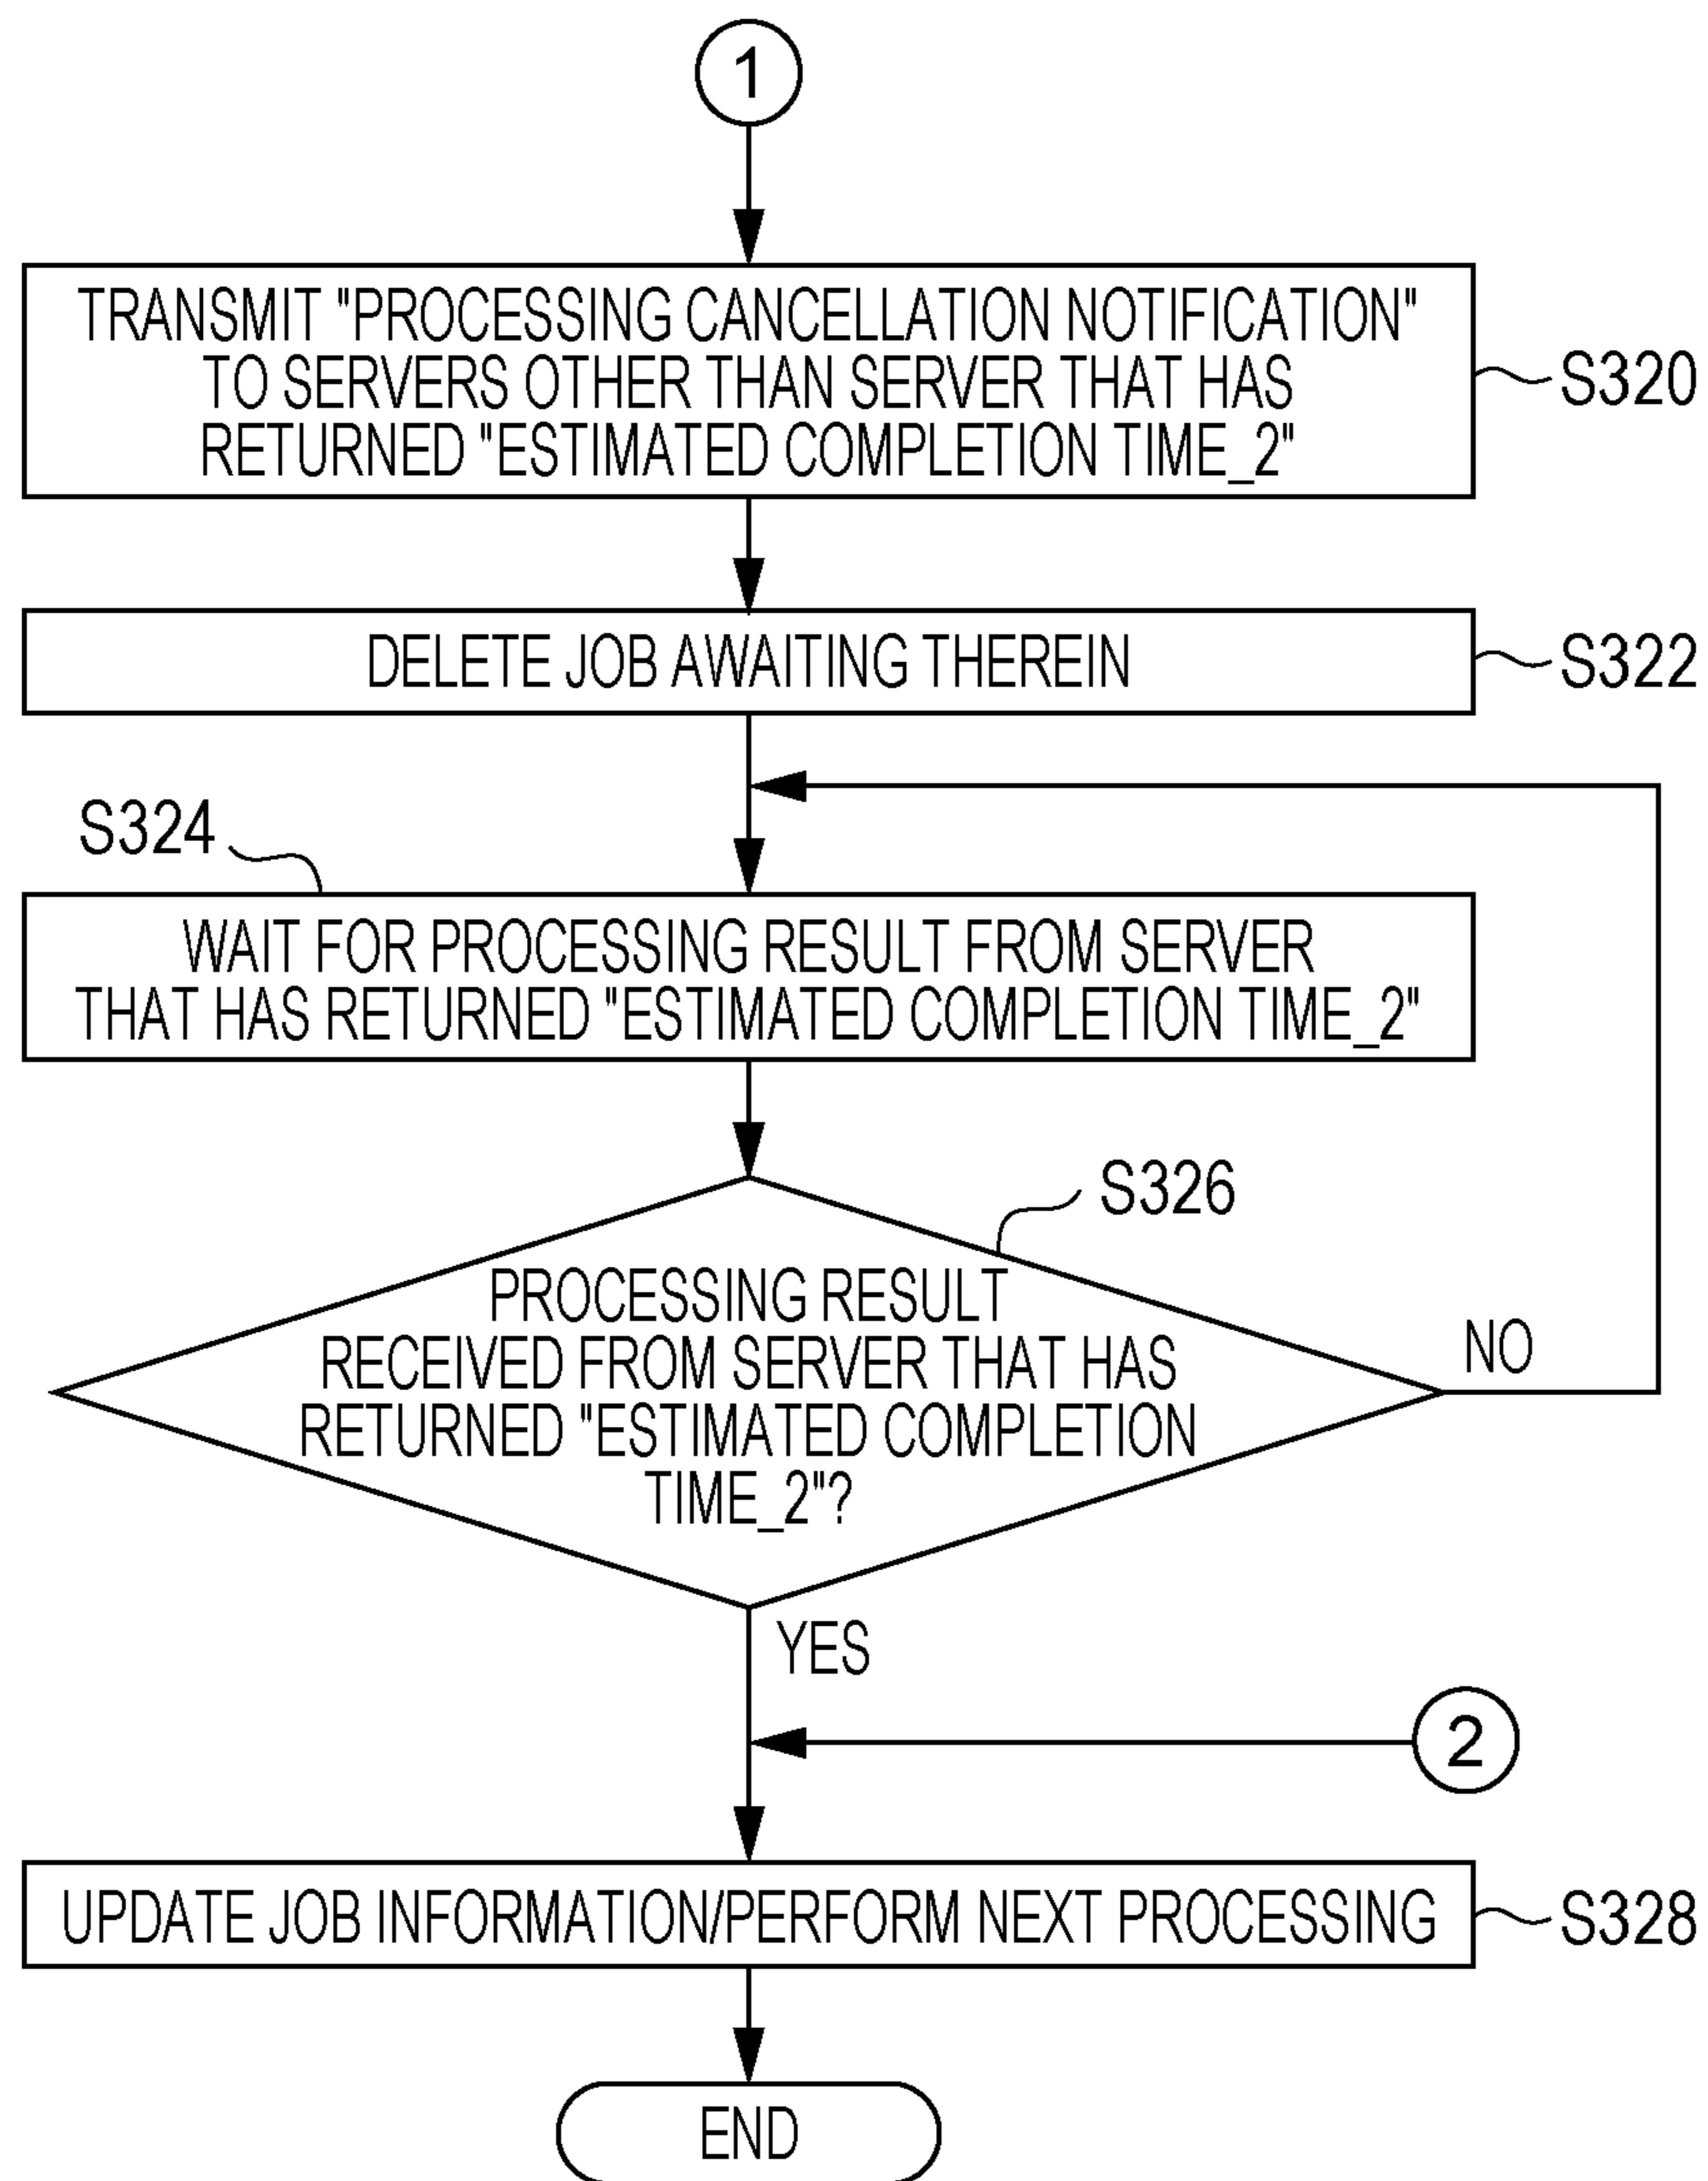 1
TRANSMIT "PROCESSING CANCELLATION NOTIFICATION"
TO SERVERS OTHER THAN SERVER THAT HAS
RETURNED "ESTIMATED COMPLETION TIME_2"
S320
DELETE JOB AWAITING THEREIN
S322
S324
WAIT FOR PROCESSING RESULT FROM SERVER
THAT HAS RETURNED "ESTIMATED COMPLETION TIME_2"
S326
PROCESSING RESULT
RECEIVED FROM SERVER THAT HAS
RETURNED "ESTIMATED COMPLETION
TIME_2"?
NO
YES
2
UPDATE JOB INFORMATION/PERFORM NEXT PROCESSING
S328
END